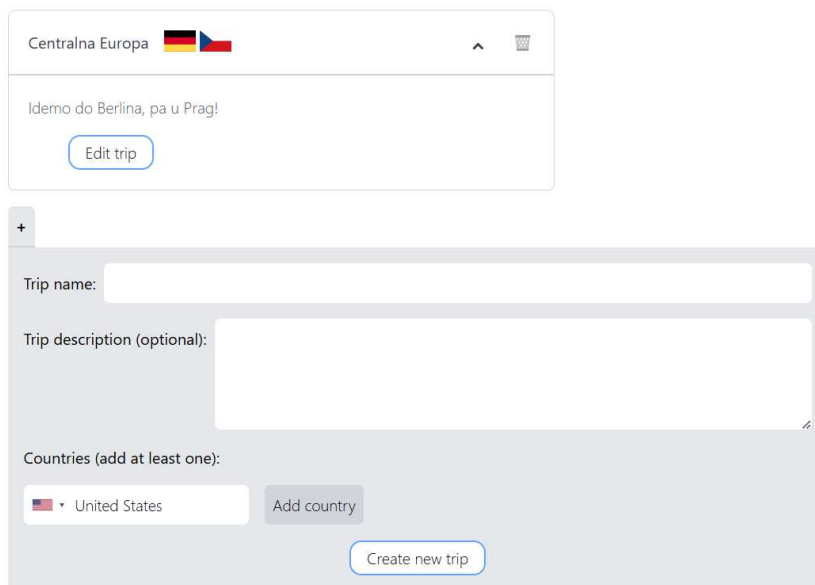 Centralna Europa
Idemo do Berlina, pa u Prag!
Edit trip
+
Trip name:
Trip description (optional):
Countries (add at least one):
United States Add country
Create new trip